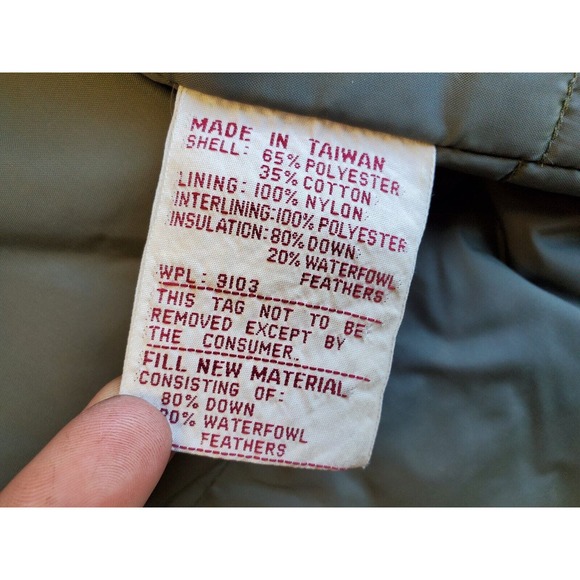 MADE IN TAIWAN
SHELL: 65% POLYESTER
35% COTTON
LINING: 100% NYLON
INTERLINING:100% POLYESTER
INSULATION:80% DOWN
20% WATERFOWL
FEATHERS
WPL: 9103
THIS TAG NOT TO BE
REMOVED EXCEPT BY
THE CONSUMER.
FILL NEW MATERIAL
CONSISTING OF:
80% DOWN
20% WATERFOWL
FEATHERS